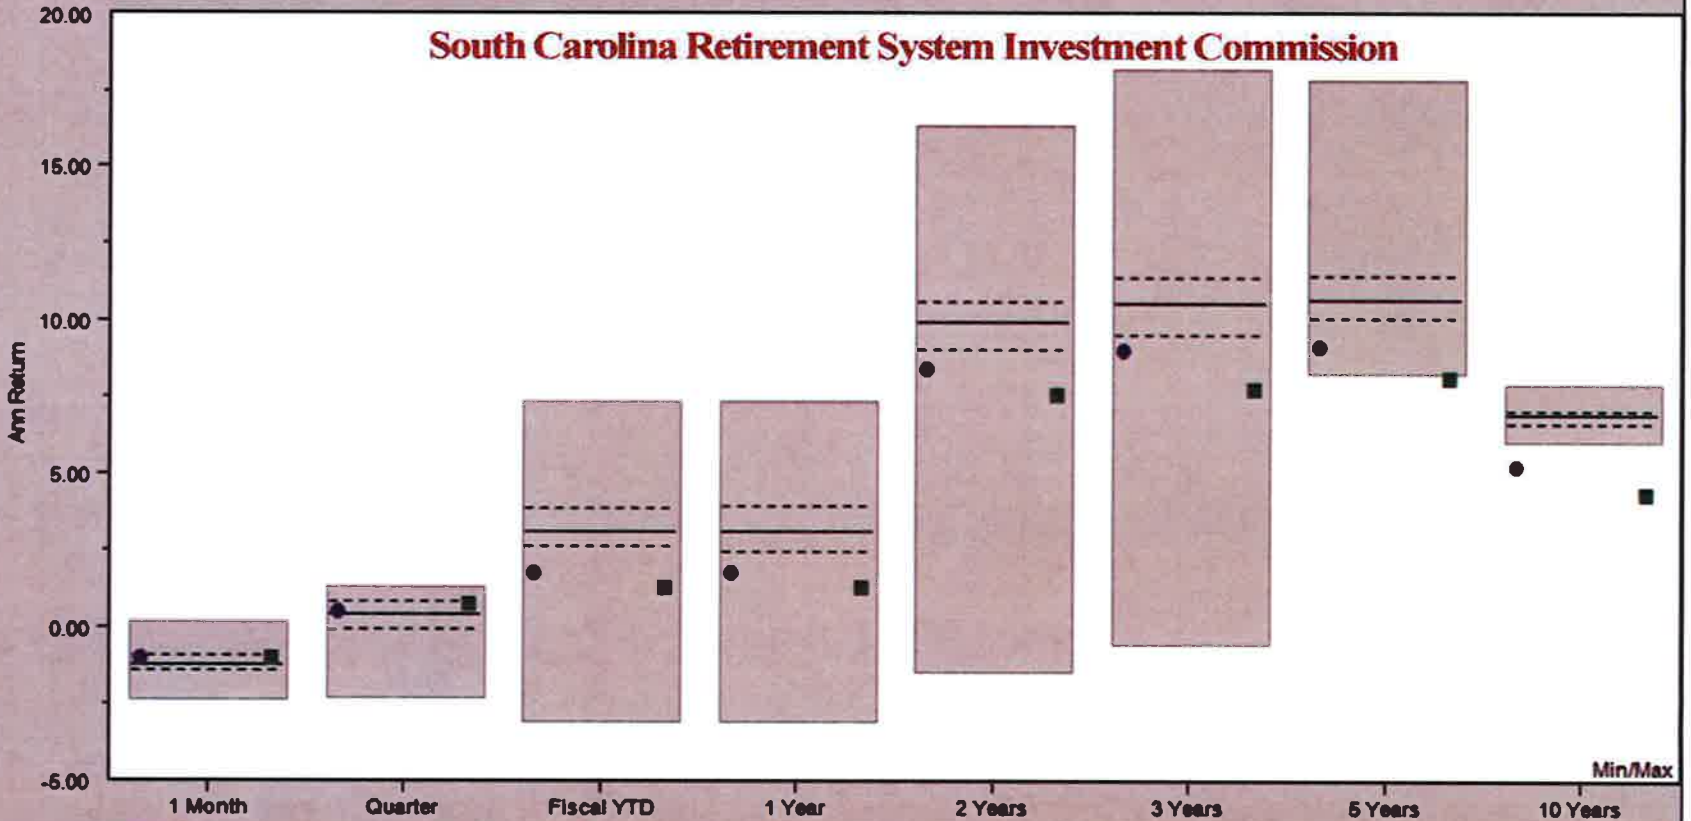 South Carolina Retirement System Investment Commission
20.00
15.00
10.00
5.00
0.00
-5.00
Ann Return
Min/Max
1 Month Quarter Fiscal YTD 1 Year 2 Years 3 Years 5 Years 10 Years